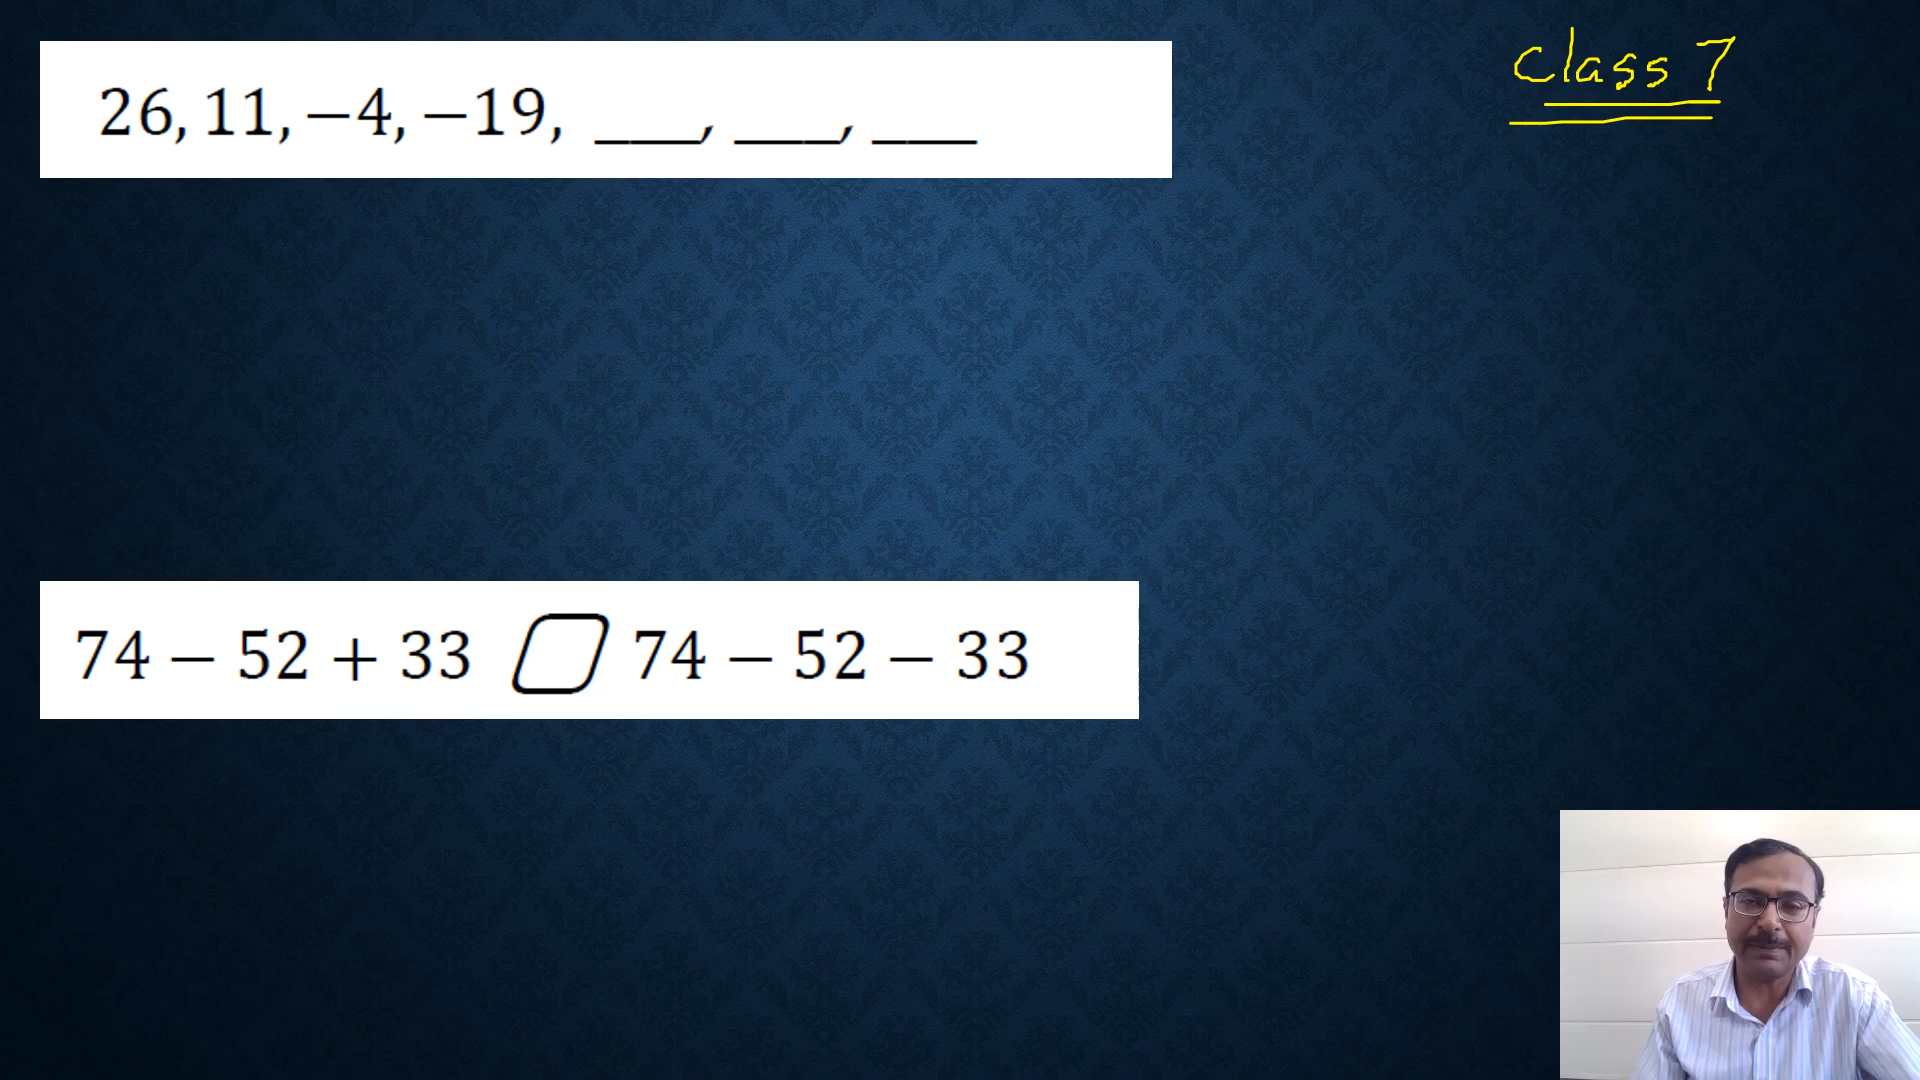 26, 11, −4, −19, ___, ___, ___
class 7
74 − 52 + 33 ▱ 74 − 52 − 33